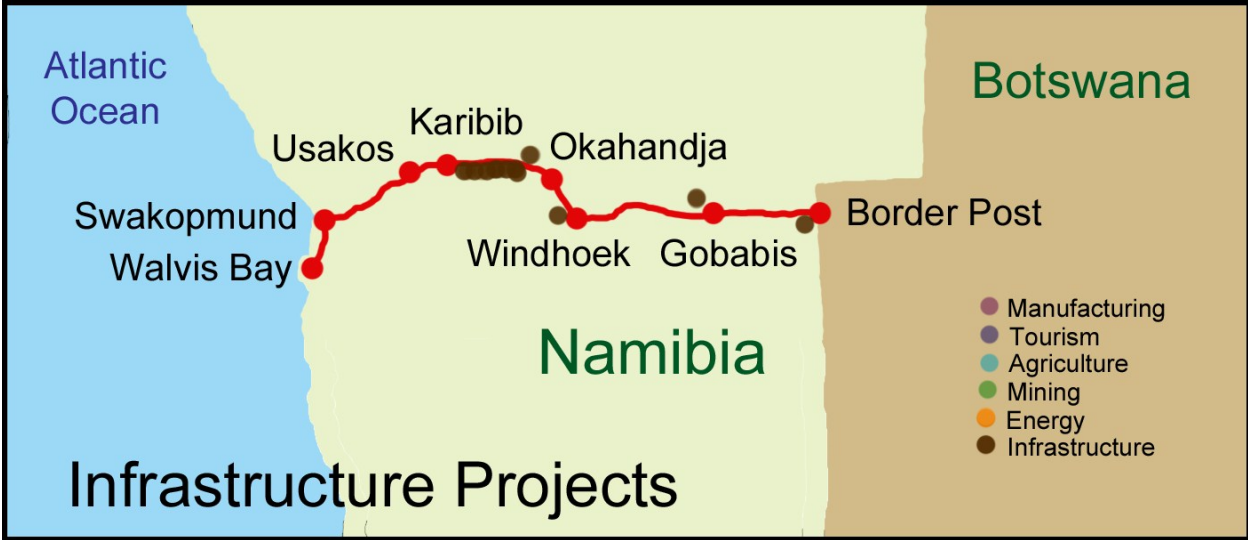 Atlantic
Ocean
Botswana
Karibib
Usakos
Okahandja
Swakopmund
Border Post
Walvis Bay
Windhoek
Gobabis
Manufacturing
Namibia
Tourism
Agriculture
Mining
Energy
Infrastructure
Infrastructure Projects